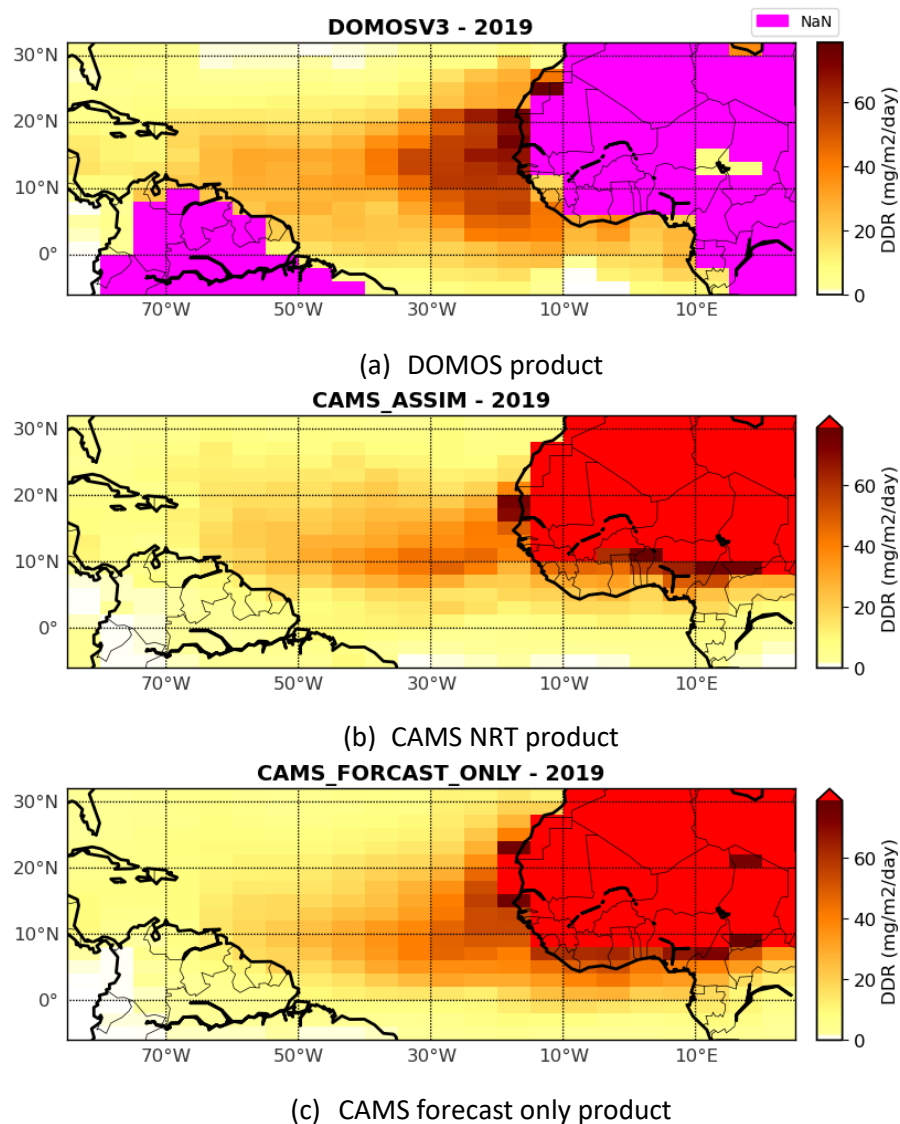 NaN
DOMOSV3 - 2019
30°N
20°N
10°N
0°
70°W
50°W
30°W
10°W
10°E
60
40
20
0
DDR (mg/m2/day)
(a) DOMOS product
CAMS_ASSIM - 2019
30°N
20°N
10°N
0°
70°W
50°W
30°W
10°W
10°E
60
40
20
0
DDR (mg/m2/day)
(b) CAMS NRT product
CAMS_FORCAST_ONLY - 2019
30°N
20°N
10°N
0°
70°W
50°W
30°W
10°W
10°E
60
40
20
0
DDR (mg/m2/day)
(c) CAMS forecast only product